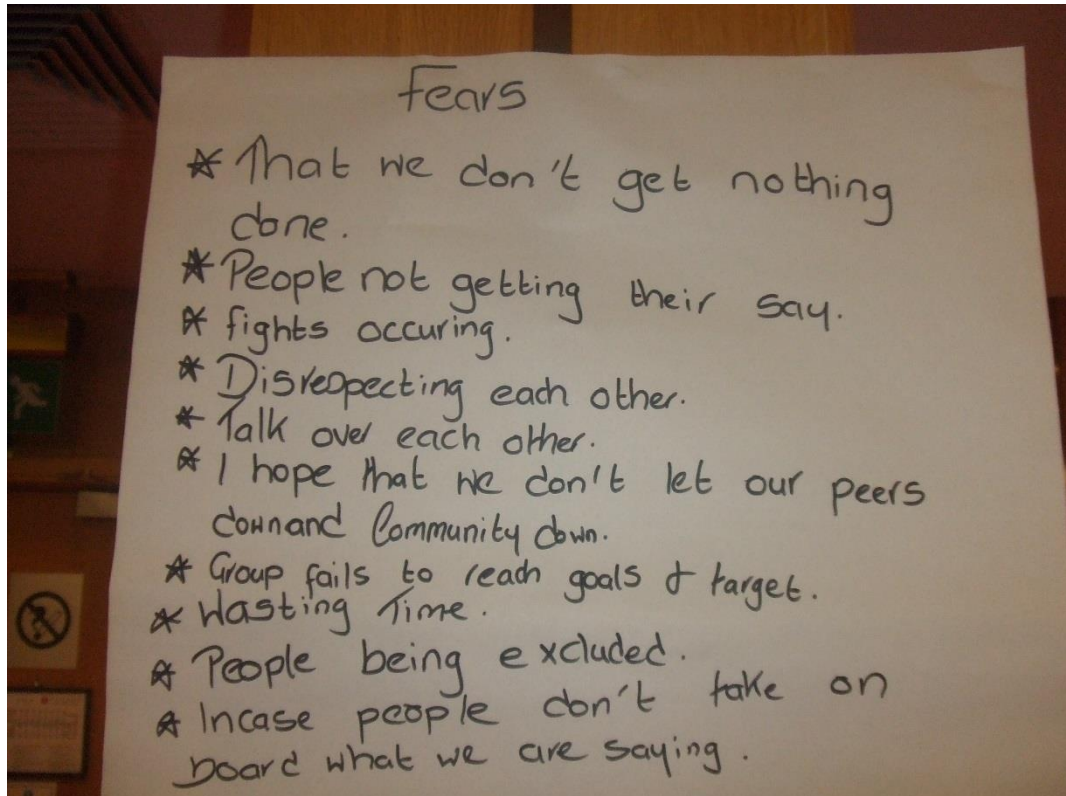 Fears
* That we don't get nothing
done.
* People not getting their say.
* fights occuring.
* Disrespecting each other.
* Talk over each other.
* I hope that we don't let our peers
down and Community down.
* Group fails to reach goals & target.
* Wasting Time.
* People being excluded.
* Incase people don't take on
board what we are saying.